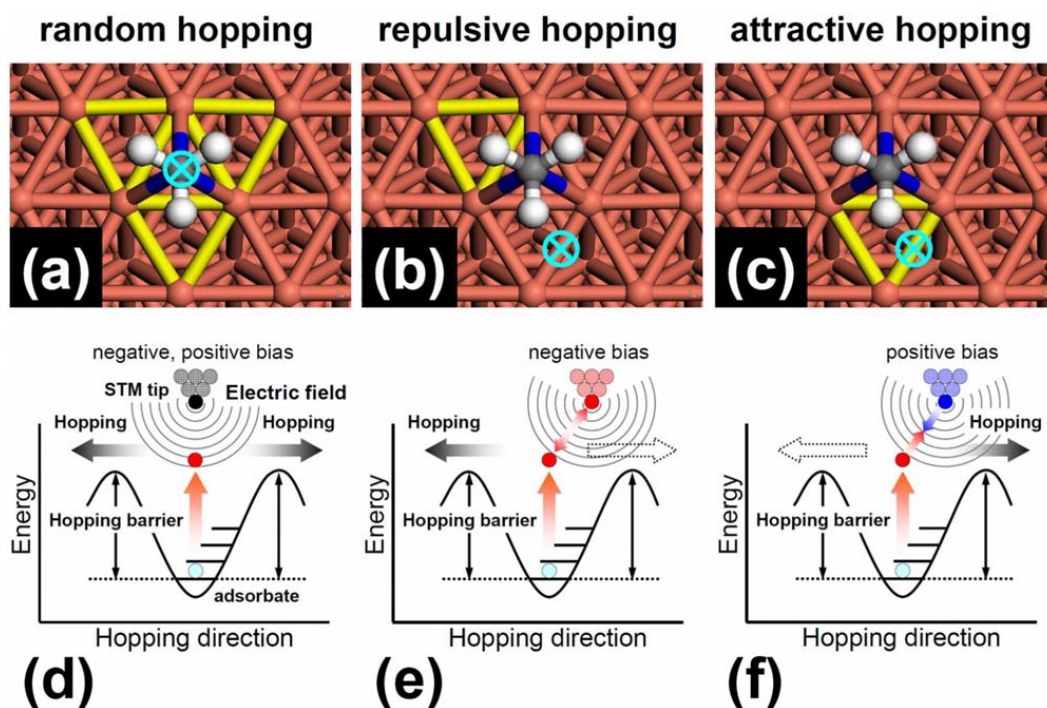 random hopping
repulsive hopping
attractive hopping
(a)
(b)
(c)
negative, positive bias
STM tip
Electric field
Hopping
Hopping
Energy
Hopping barrier
adsorbate
Hopping direction
(d)
negative bias
Hopping
Energy
Hopping barrier
Hopping direction
(e)
positive bias
Hopping
Energy
Hopping barrier
Hopping direction
(f)